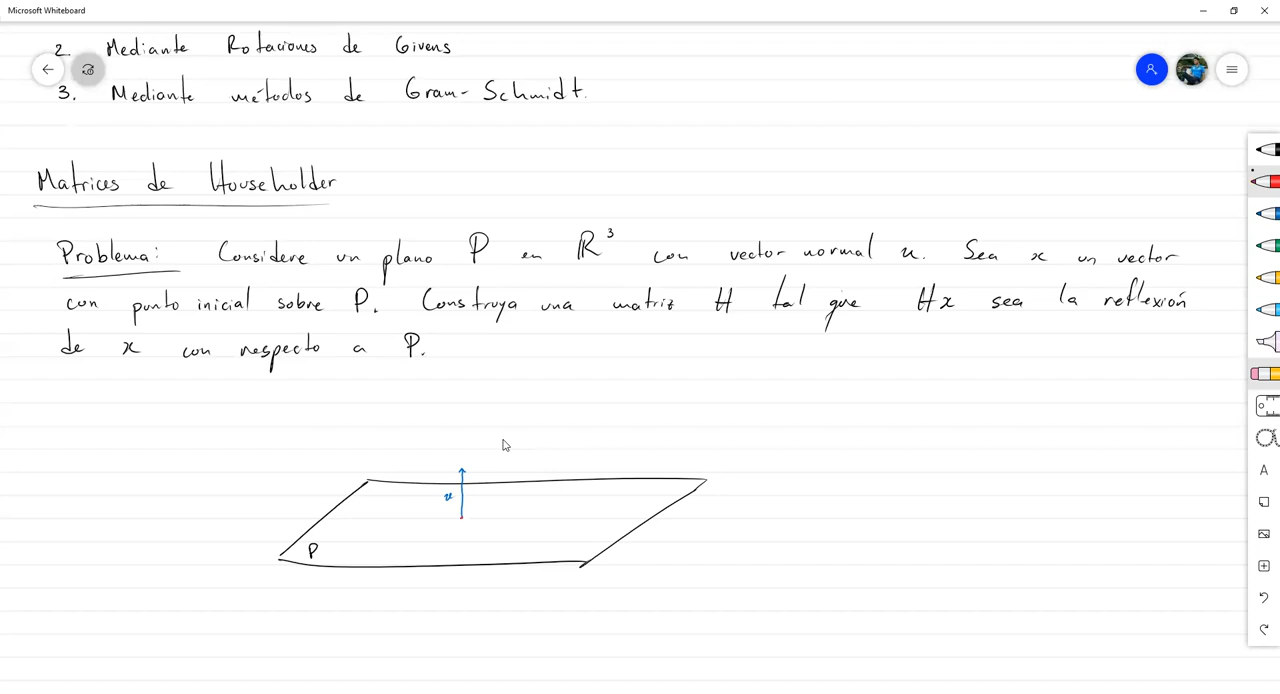 Microsoft Whiteboard
2. Mediante Rotaciones de Givens
3. Mediante métodos de Gram-Schmidt.
Matrices de Householder
Problema: Considere un plano P en ℝ³ con vector normal u. Sea x un vector
con punto inicial sobre P. Construya una matriz H tal que Hx sea la reflexión
de x con respecto a P.
u
P
A